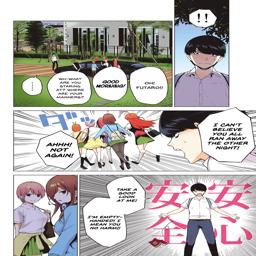 !!
OH!
FUTARO!!
GOOD
MORNING!
WH-WHAT
ARE YOU
STARING
AT? WHERE
ARE YOUR
MANNERS?
...
I CAN'T
BELIEVE YOU
ALL RAN AWAY
THE OTHER
NIGHT!
ダッ
AHHH!
NOT
AGAIN!
TAKE A
GOOD
LOOK AT
ME!
安心
安全
I'M EMPTY-
HANDED! I
MEAN YOU
NO HARM!